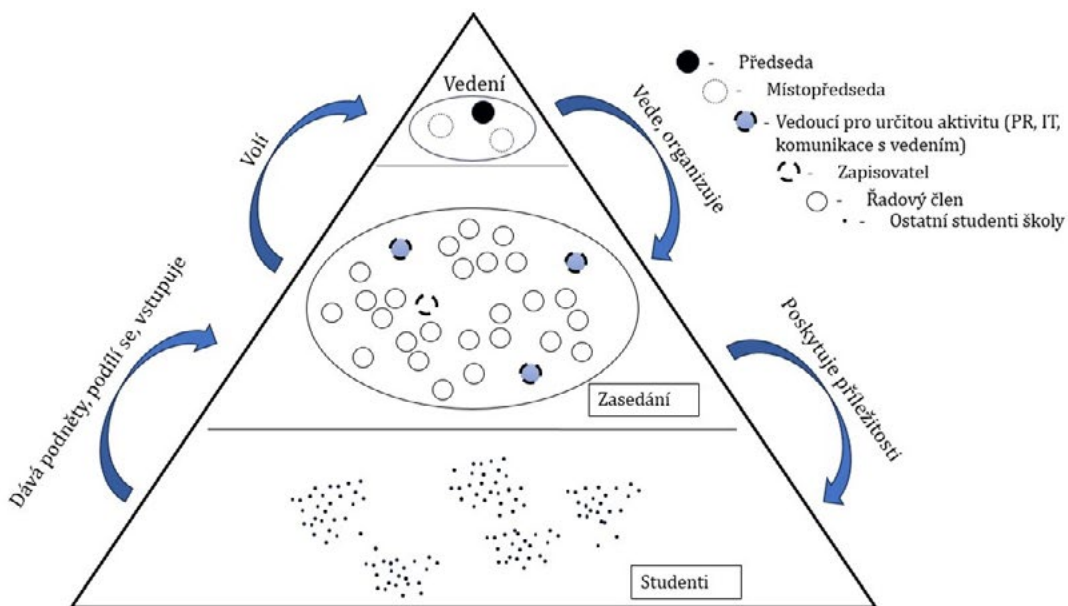 Vedení
Volí
Vede, organizuje
- Předseda
- Místopředseda
- Vedoucí pro určitou aktivitu (PR, IT,
komunikace s vedením)
- Zapisovatel
- Řadový člen
- Ostatní studenti školy
Dává podněty, podílí se, vstupuje
Poskytuje příležitosti
Zasedání
Studenti